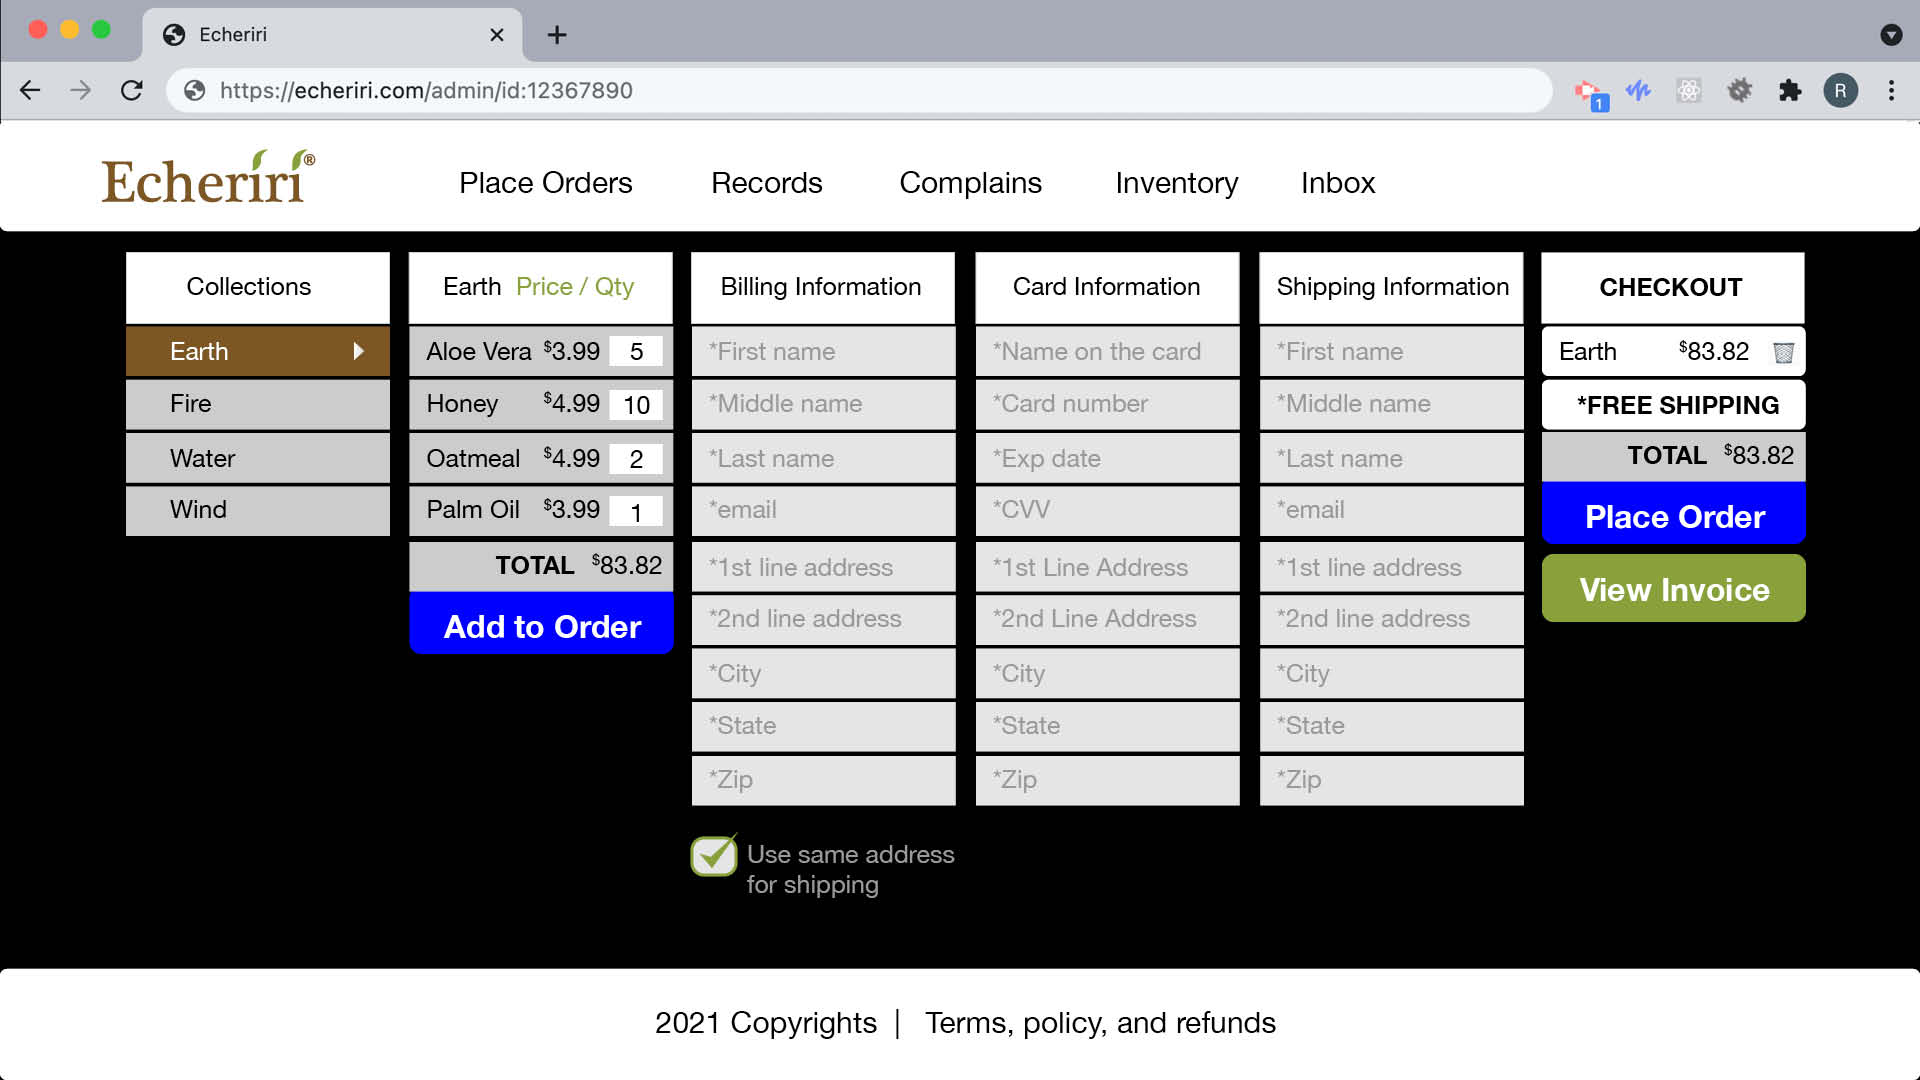 Echeriri
https://echeriri.com/admin/id:12367890
1
R
Echeriri®
Place Orders Records Complains Inventory Inbox
Collections
Earth
Fire
Water
Wind
Earth Price / Qty
Aloe Vera $3.99 5
Honey $4.99 10
Oatmeal $4.99 2
Palm Oil $3.99 1
TOTAL $83.82
Add to Order
Billing Information
*First name
*Middle name
*Last name
*email
*1st line address
*2nd line address
*City
*State
*Zip
Use same address
for shipping
Card Information
*Name on the card
*Card number
*Exp date
*CVV
*1st Line Address
*2nd Line Address
*City
*State
*Zip
Shipping Information
*First name
*Middle name
*Last name
*email
*1st line address
*2nd line address
*City
*State
*Zip
CHECKOUT
Earth $83.82
*FREE SHIPPING
TOTAL $83.82
Place Order
View Invoice
2021 Copyrights | Terms, policy, and refunds